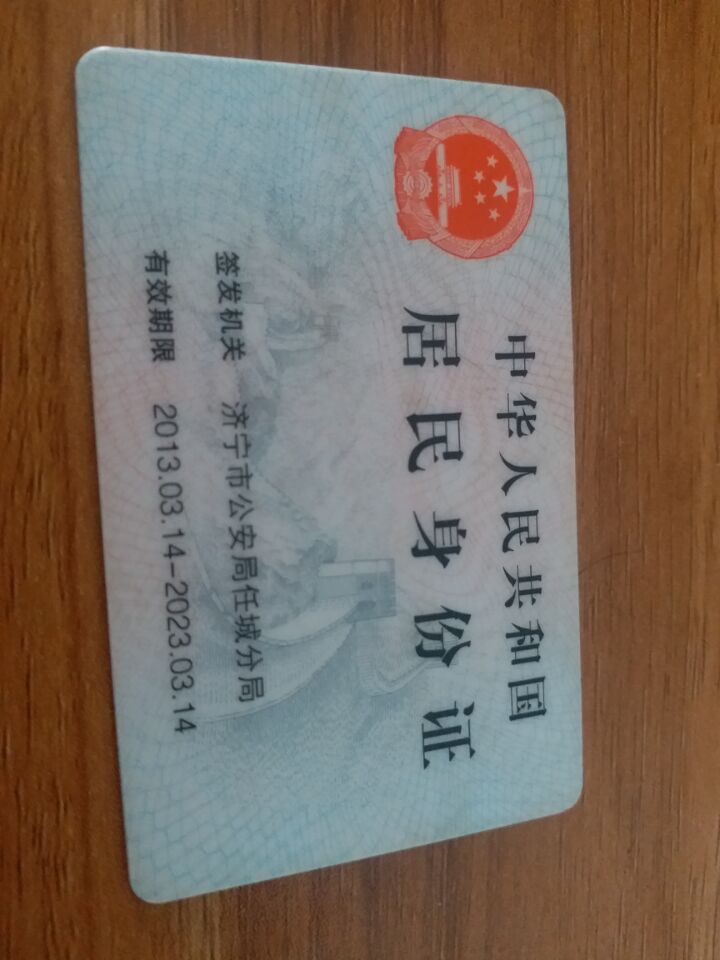 中华人民共和国
居民身份证
签发机关 济宁市公安局任城分局
有效期限 2013.03.14-2023.03.14